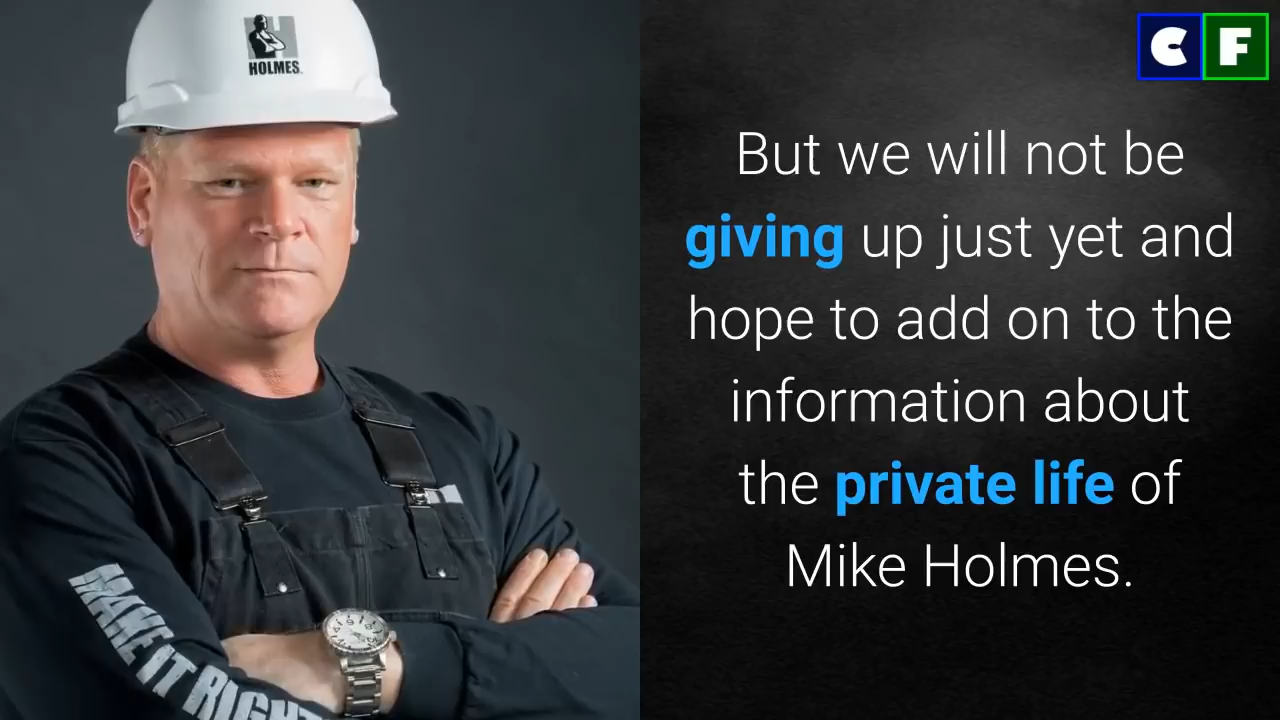 HOLMES
C F
But we will not be
giving up just yet and
hope to add on to the
information about
the private life of
Mike Holmes.
MAKE IT RIGHT